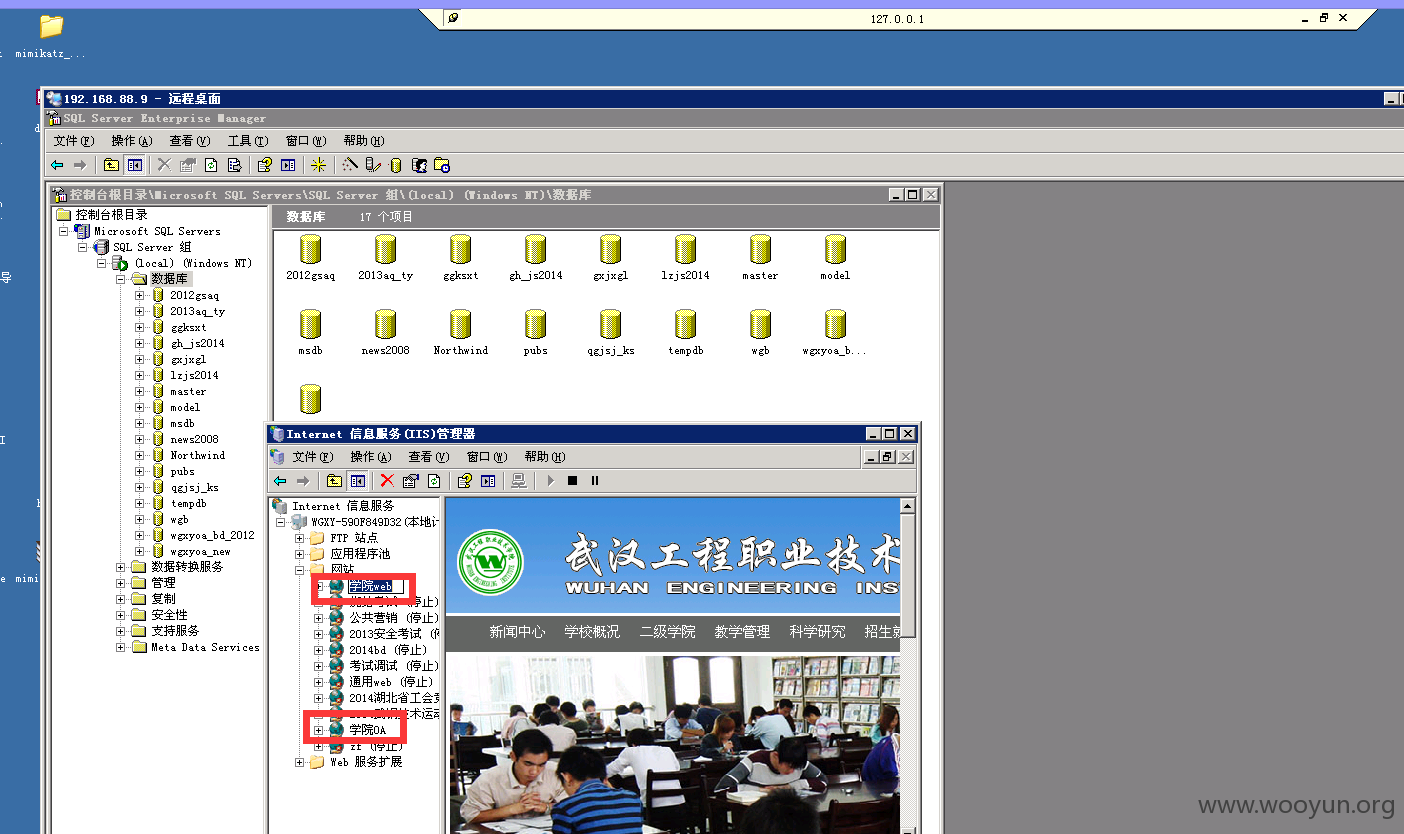 127.0.0.1
mimikatz_...
192.168.88.9 - 远程桌面
SQL Server Enterprise Manager
文件(F) 操作(A) 查看(V) 工具(T) 窗口(W) 帮助(H)
控制台根目录\Microsoft SQL Servers\SQL Server 组\(local) (Windows NT)\数据库
控制台根目录
Microsoft SQL Servers
SQL Server 组
(local) (Windows NT)
数据库
2012gsaq
2013aq_ty
ggksxt
gh_js2014
gxjxgl
lzjs2014
master
model
msdb
news2008
Northwind
pubs
qgjsj_ks
tempdb
wgb
wgxyoa_bd_2012
wgxyoa_new
数据转换服务
管理
复制
安全性
支持服务
Meta Data Services
数据库 17 个项目
2012gsaq 2013aq_ty ggksxt gh_js2014 gxjxgl lzjs2014 master model
msdb news2008 Northwind pubs qgjsj_ks tempdb wgb wgxyoa_b...
Internet 信息服务(IIS)管理器
文件(F) 操作(A) 查看(V) 窗口(W) 帮助(H)
Internet 信息服务
WGXY-590F849D32(本地计
FTP 站点
应用程序池
网站
学院web
公共营销 (停止)
2013安全考试 (停
2014bd (停止)
考试调试 (停止)
通用web (停止)
2014湖北省工会竞
学院OA
zf (停止)
Web 服务扩展
武汉工程职业技术
WUHAN ENGINEERING INS
新闻中心 学校概况 二级学院 教学管理 科学研究 招生就
导
mimi
www.wooyun.org